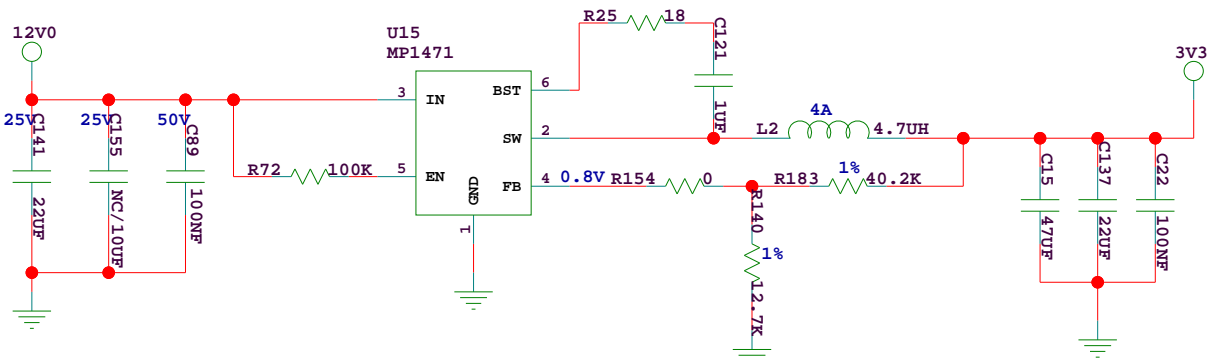 12V0
25V
C141
22UF
25V
C155
NC/10UF
50V
C89
100NF
R72
100K
U15
MP1471
3
IN
5
EN
GND
1
BST
6
SW
2
FB
4
0.8V
R25
18
C121
1UF
L2
4A
4.7UH
R154
0
R183
1%
40.2K
R140
1%
12.7K
3V3
C15
47UF
C137
22UF
C22
100NF